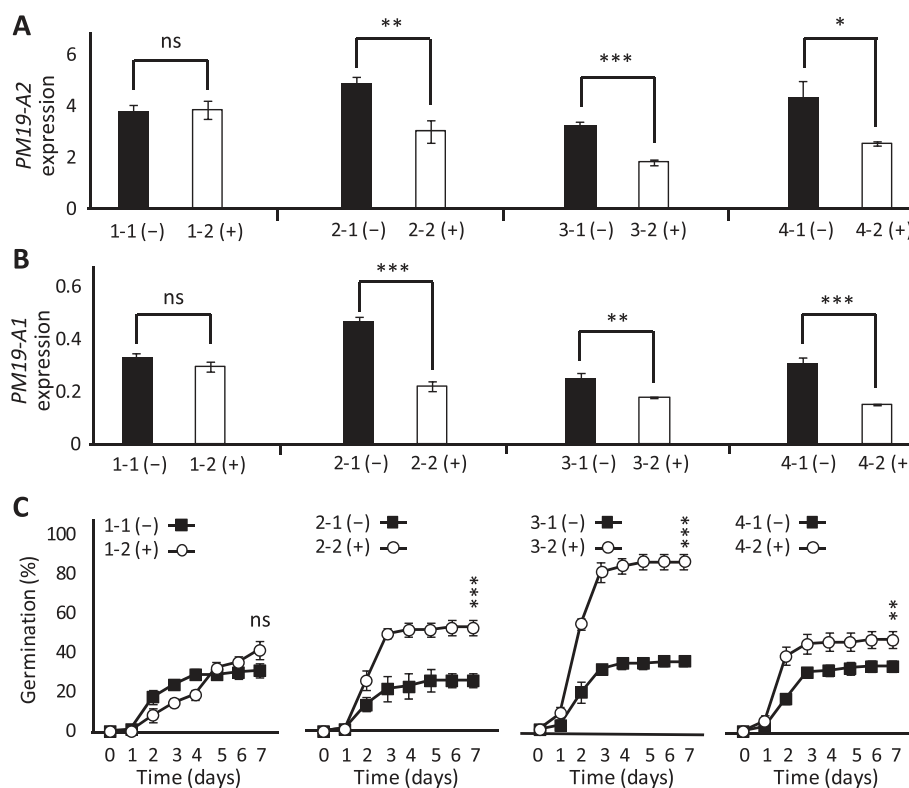 A
PM19-A2
expression
6
4
2
0
ns
**
***
*
1-1 (−) 1-2 (+) 2-1 (−) 2-2 (+) 3-1 (−) 3-2 (+) 4-1 (−) 4-2 (+)
B
PM19-A1
expression
0.6
0.4
0.2
0
ns
***
**
***
1-1 (−) 1-2 (+) 2-1 (−) 2-2 (+) 3-1 (−) 3-2 (+) 4-1 (−) 4-2 (+)
C
Germination (%)
100
80
60
40
20
0
1-1 (−)
1-2 (+)
ns
0 1 2 3 4 5 6 7
Time (days)
2-1 (−)
2-2 (+)
***
0 1 2 3 4 5 6 7
Time (days)
3-1 (−)
3-2 (+)
***
0 1 2 3 4 5 6 7
Time (days)
4-1 (−)
4-2 (+)
**
0 1 2 3 4 5 6 7
Time (days)